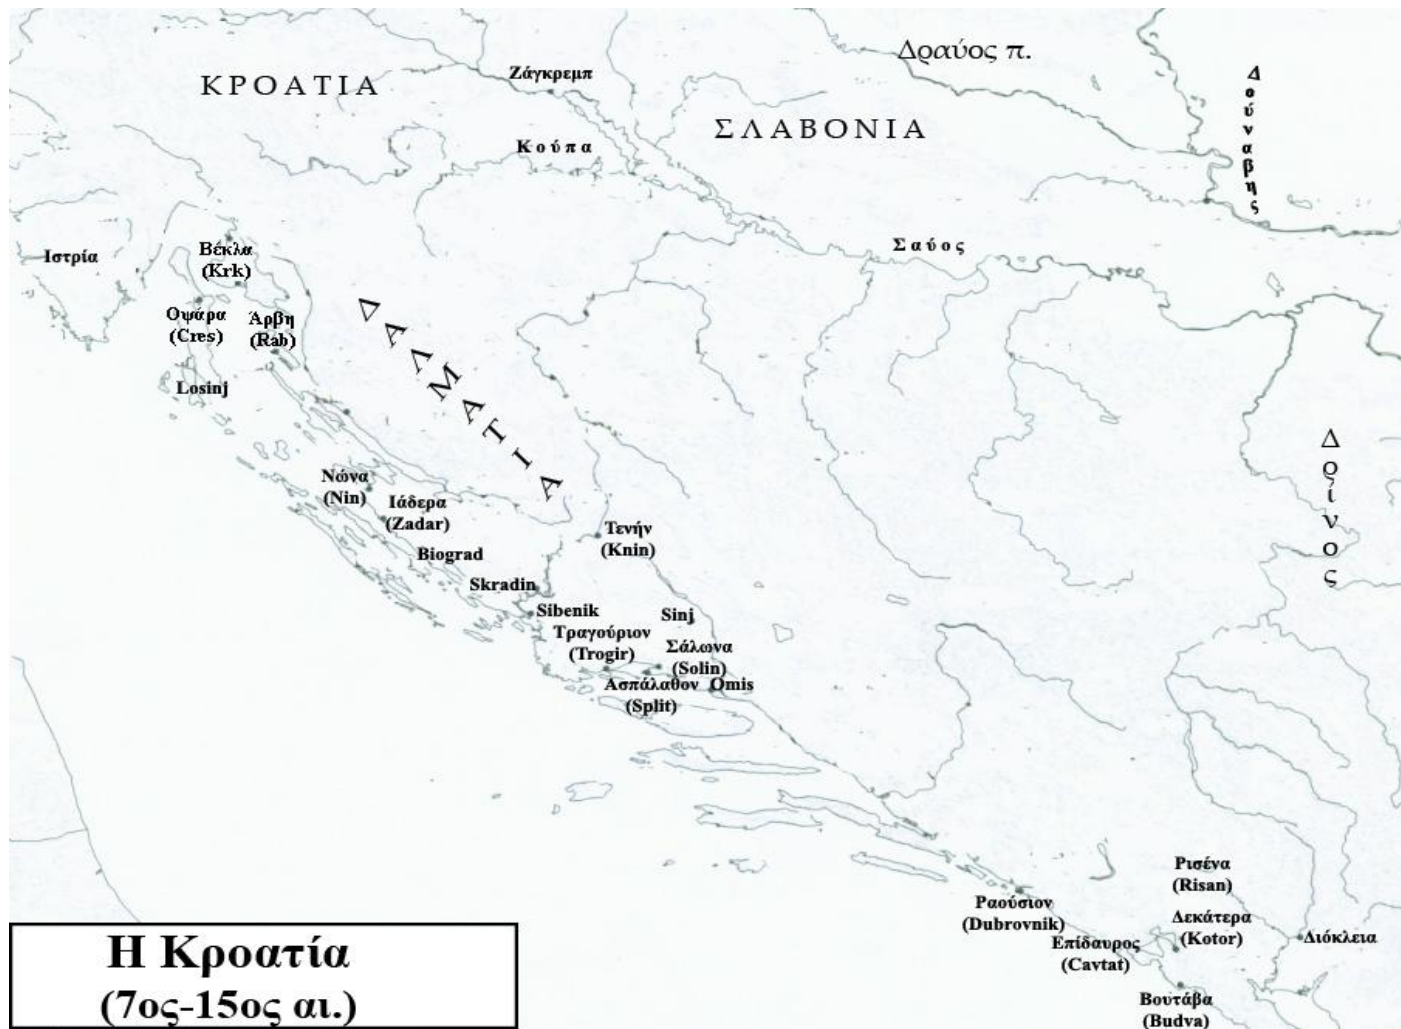 Δραύος π.
Ζάγκρεμπ
ΚΡΟΑΤΙΑ
Δούναβης
ΣΛΑΒΟΝΙΑ
Κούπα
Σαύος
Ιστρία
Βέκλα
(Krk)
Οψάρα
(Cres)
Άρβη
(Rab)
Losinj
ΔΑΛΜΑΤΙΑ
Δρίνος
Νώνα
(Nin)
Ιάδερα
(Zadar)
Τενήν
(Knin)
Biograd
Skradin
Sibenik
Sinj
Τραγούριον
(Trogir)
Σάλωνα
(Solin)
Ασπάλαθον
(Split)
Omis
Ρισένα
(Risan)
Ραούσιον
(Dubrovnik)
Δεκάτερα
(Kotor)
Επίδαυρος
(Cavtat)
Διόκλεια
Βουτάβα
(Budva)
Η Κροατία
(7ος-15ος αι.)